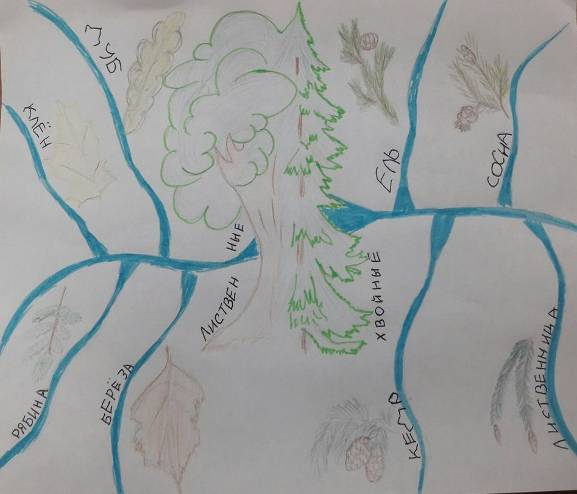 ДУБ
КЛЁН
РЯБИНА
БЕРЁЗА
ЛИСТВЕН
НЫЕ
ХВОЙНЫЕ
ЕЛЬ
СОСНА
КЕДР
ЛИСТВЕННИЦА